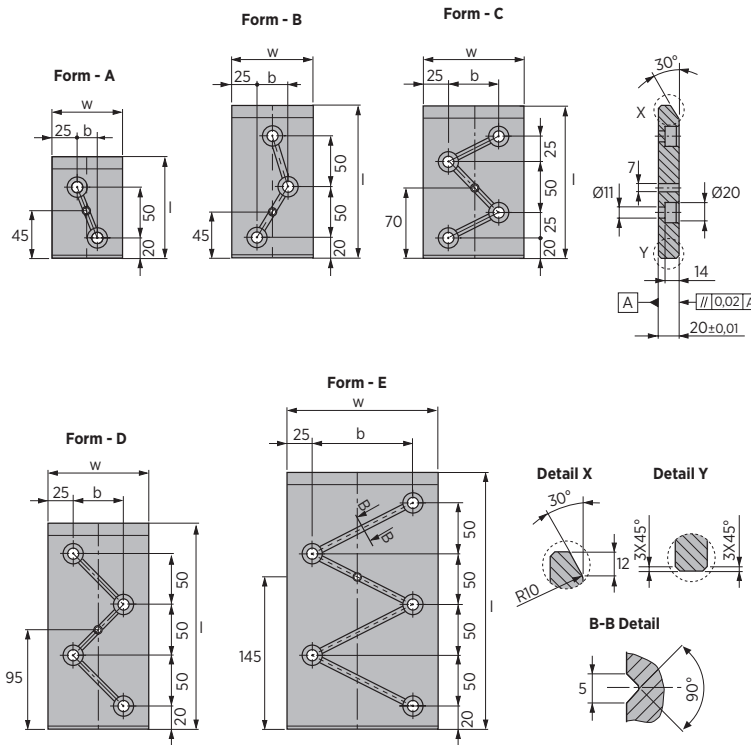 Form - A
w
25
b
45
50
20
l
Form - B
w
25
b
50
50
45
20
l
Form - C
w
25
b
25
50
25
70
20
l
30°
X
7
Ø11
Ø20
Y
14
A
// 0,02 A
20±0,01
Form - D
w
25
b
50
50
50
95
20
l
Form - E
w
25
b
B
B
50
50
50
50
145
20
l
Detail X
30°
12
R10
Detail Y
3X45°
3X45°
B-B Detail
5
90°